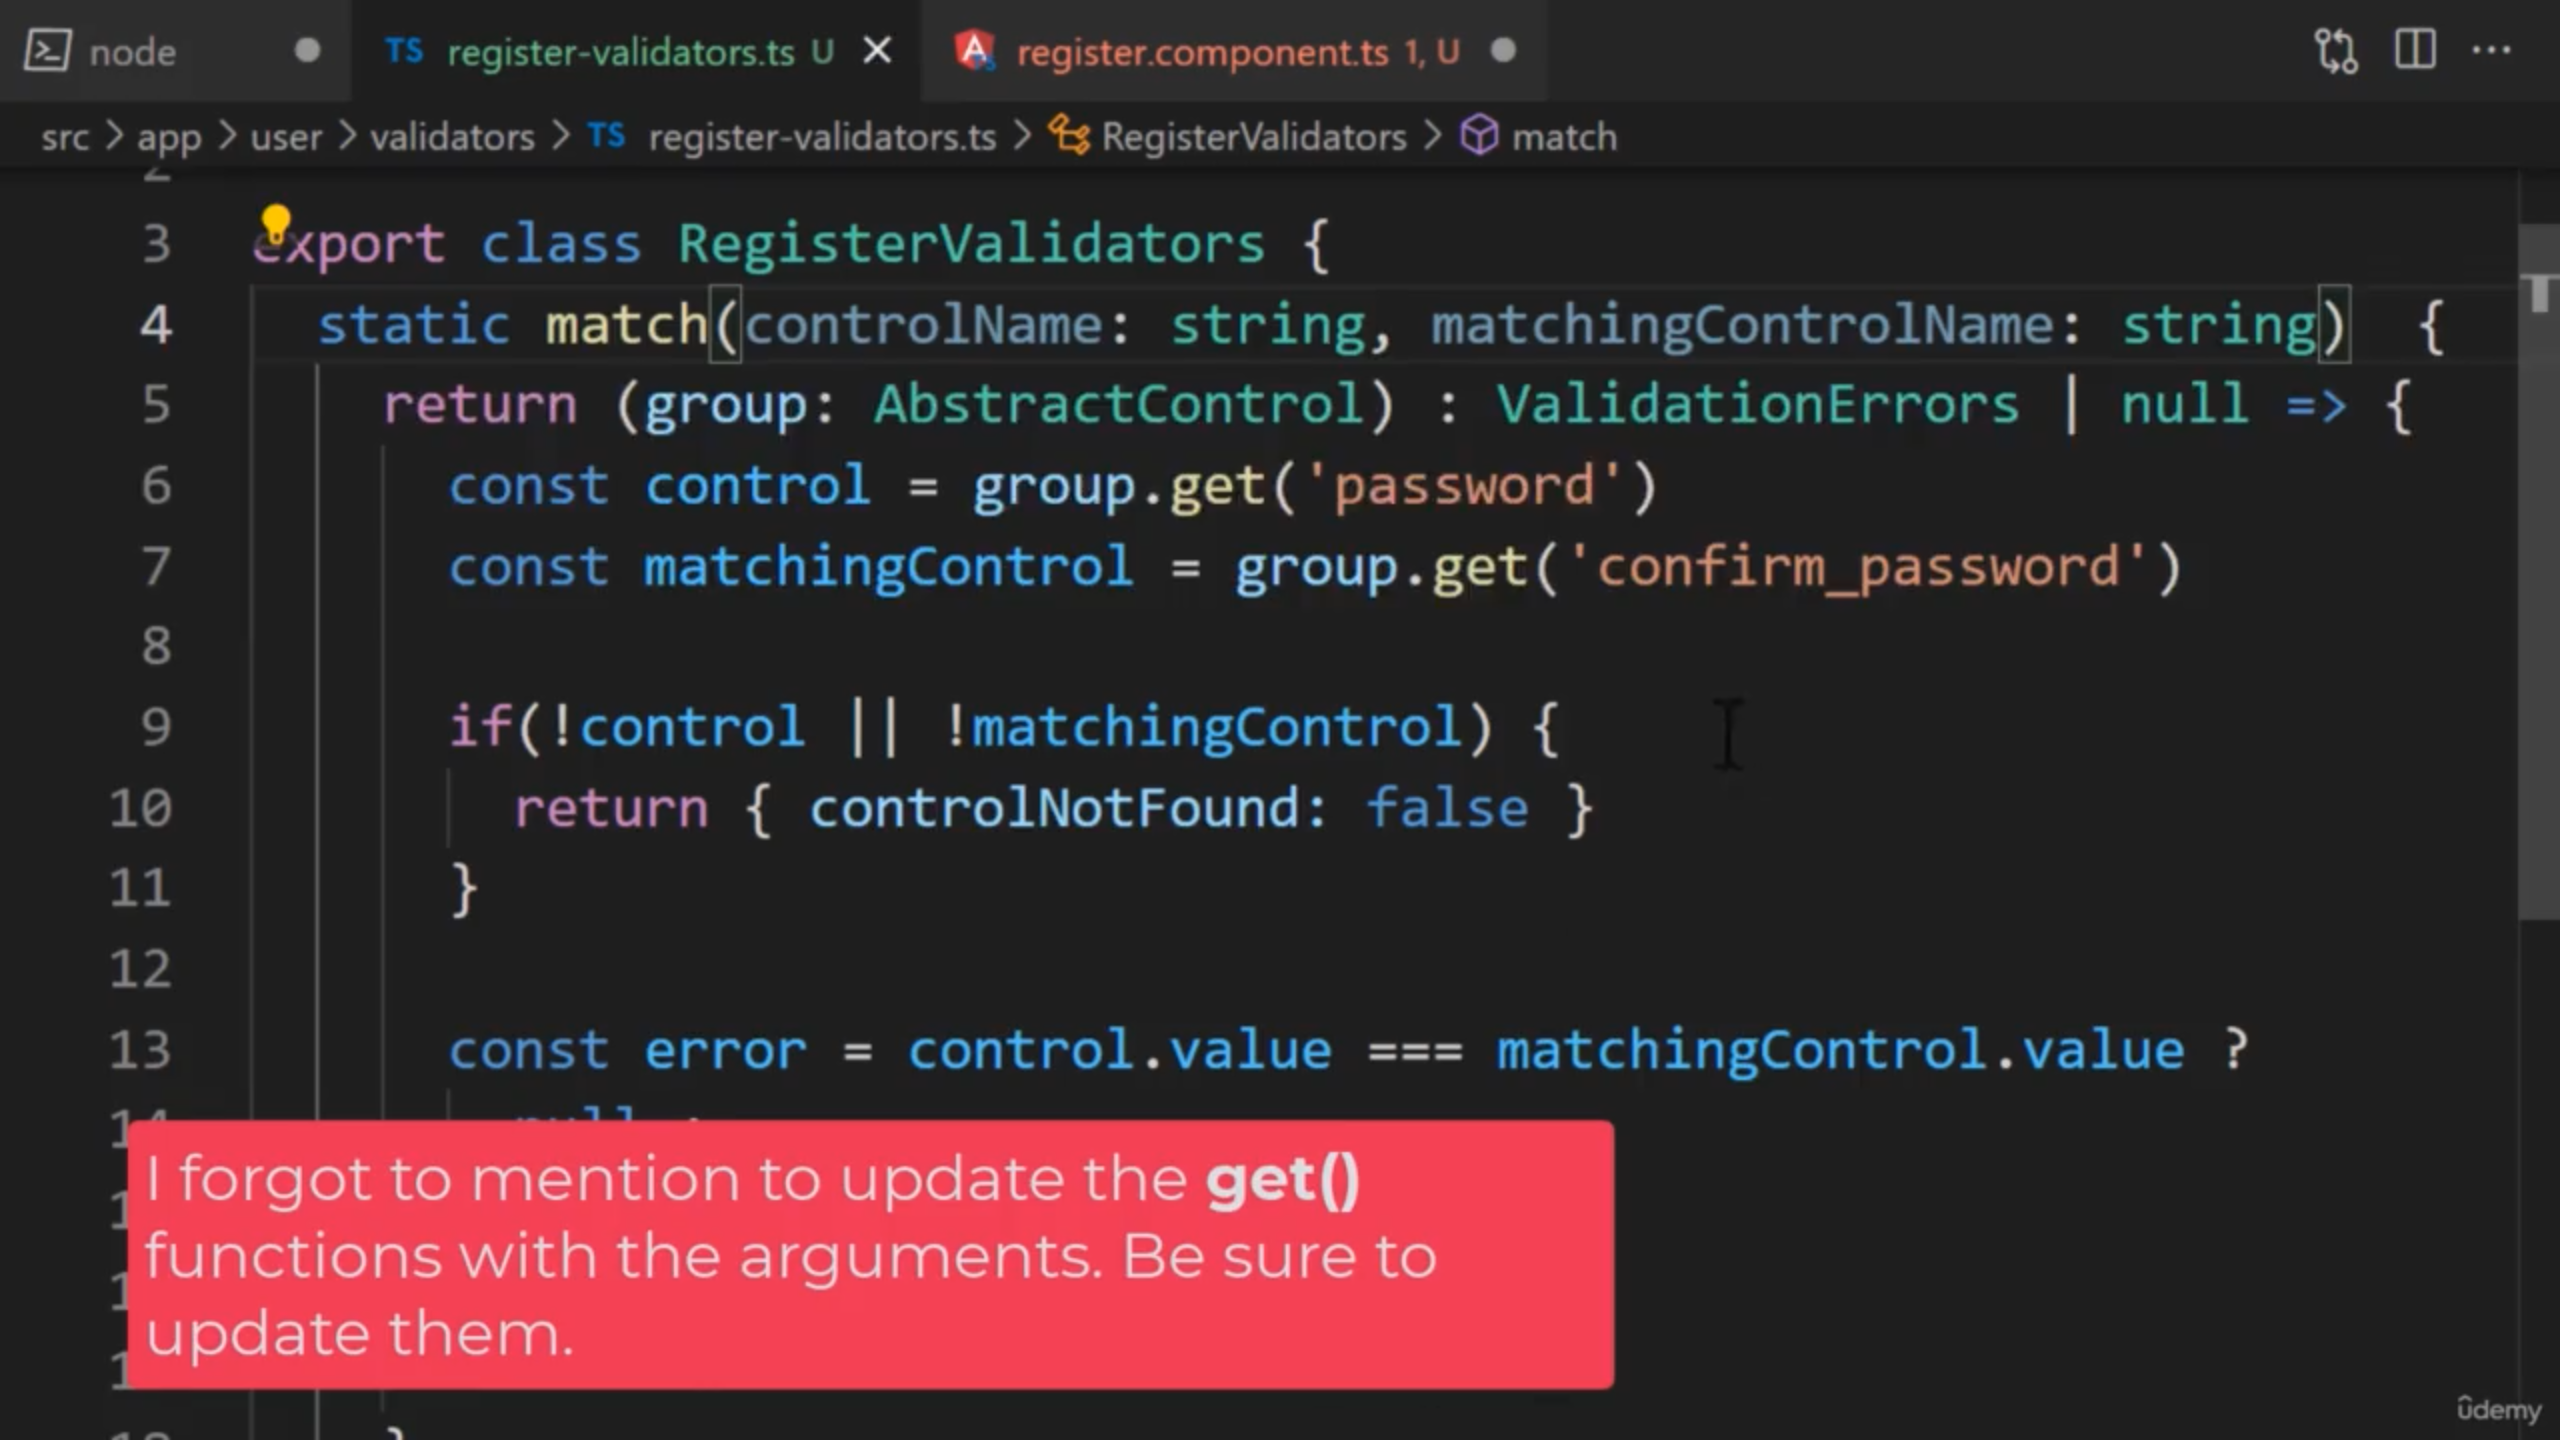 node
TS register-validators.ts U
register.component.ts 1, U
src > app > user > validators > TS register-validators.ts > RegisterValidators > match
2
3 export class RegisterValidators {
4 static match(controlName: string, matchingControlName: string) {
5 return (group: AbstractControl) : ValidationErrors | null => {
6 const control = group.get('password')
7 const matchingControl = group.get('confirm_password')
8
9 if(!control || !matchingControl) {
10 return { controlNotFound: false }
11 }
12
13 const error = control.value === matchingControl.value ?
I forgot to mention to update the get()
functions with the arguments. Be sure to
update them.
}
udemy